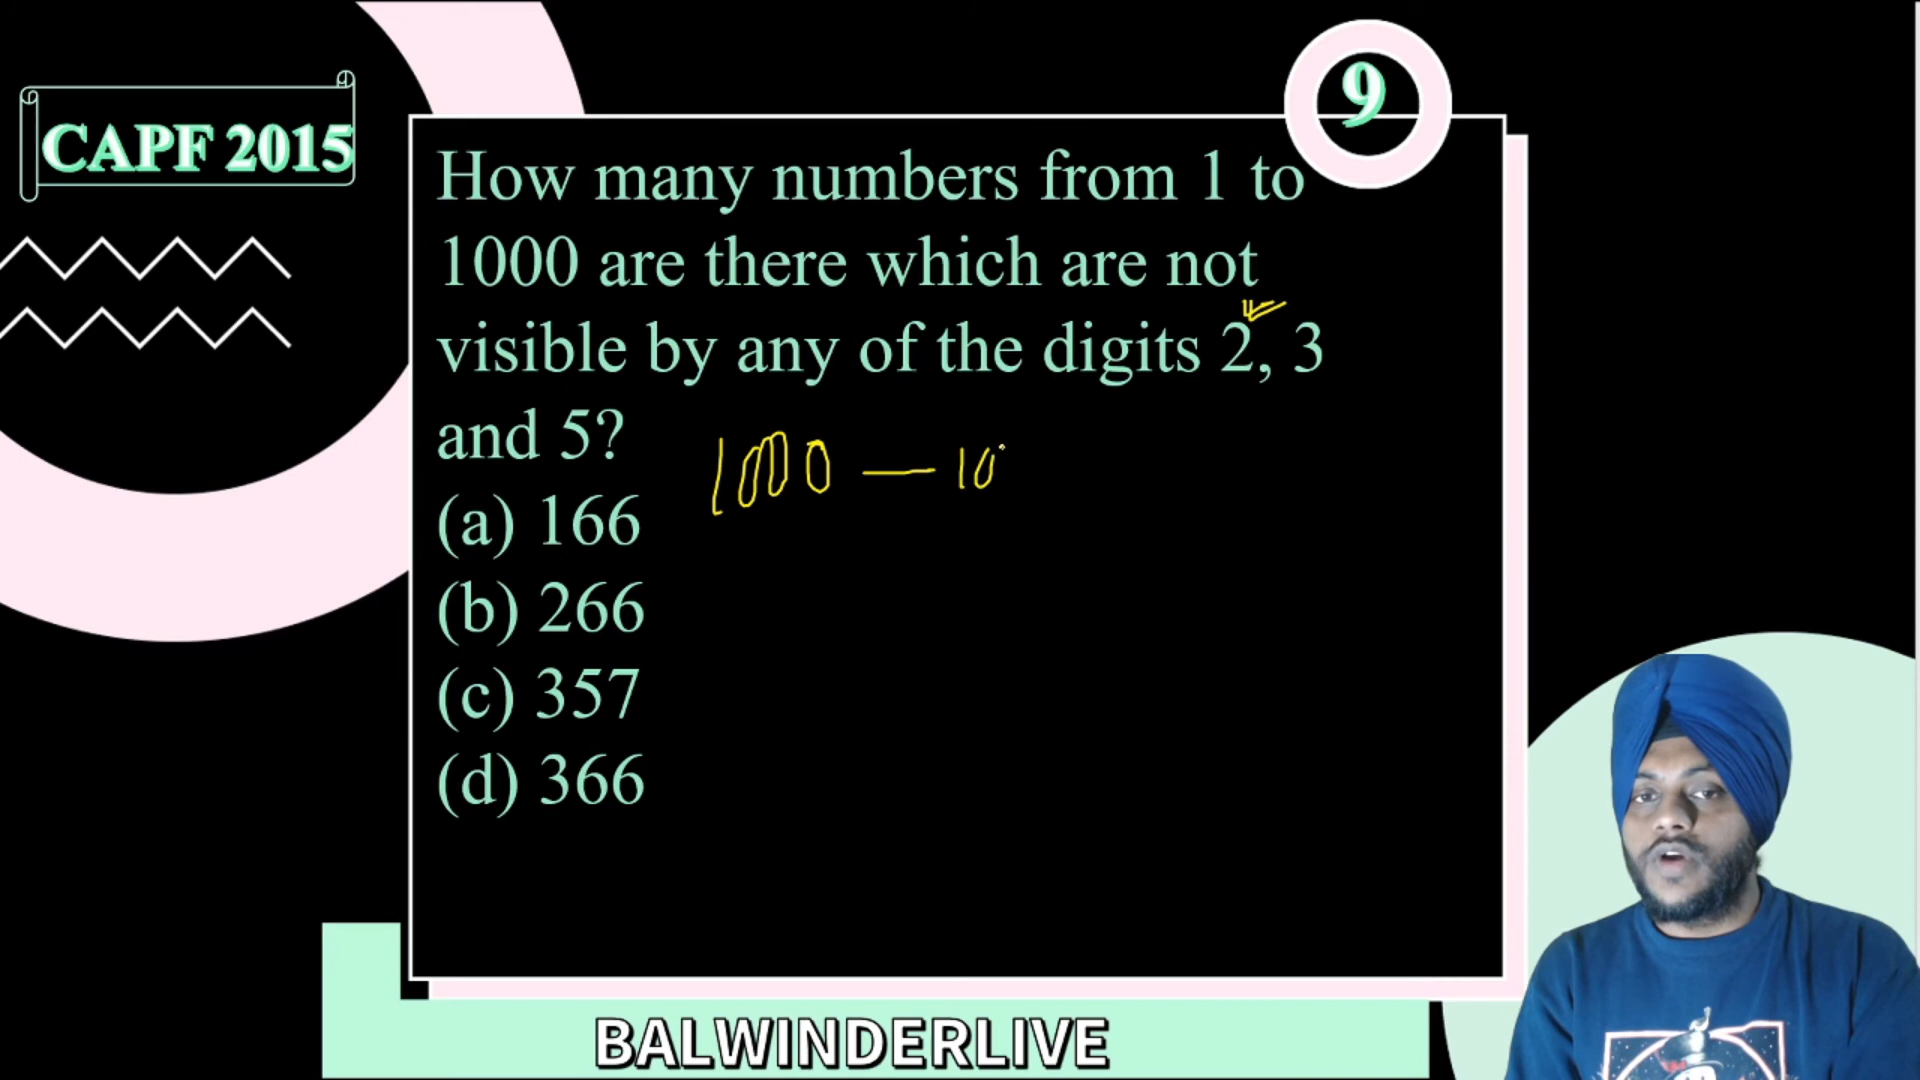 CAPF 2015
9
How many numbers from 1 to
1000 are there which are not
visible by any of the digits 2, 3
and 5?
1000 — 10
(a) 166
(b) 266
(c) 357
(d) 366
BALWINDERLIVE